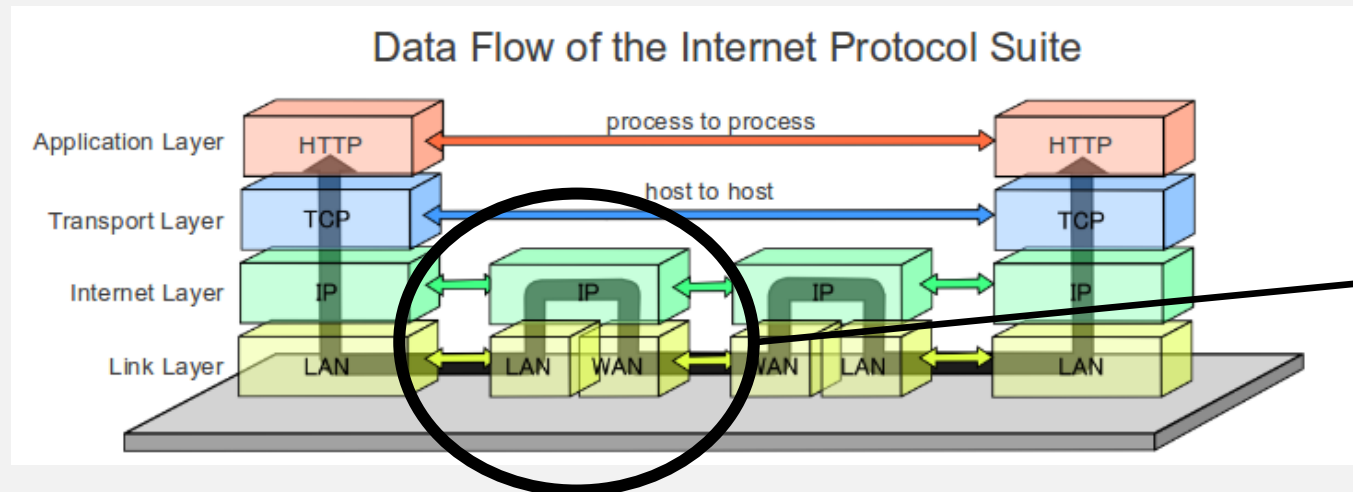 Data Flow of the Internet Protocol Suite
Application Layer HTTP process to process HTTP
Transport Layer TCP host to host TCP
Internet Layer IP IP IP IP
Link Layer LAN LAN WAN WAN LAN LAN